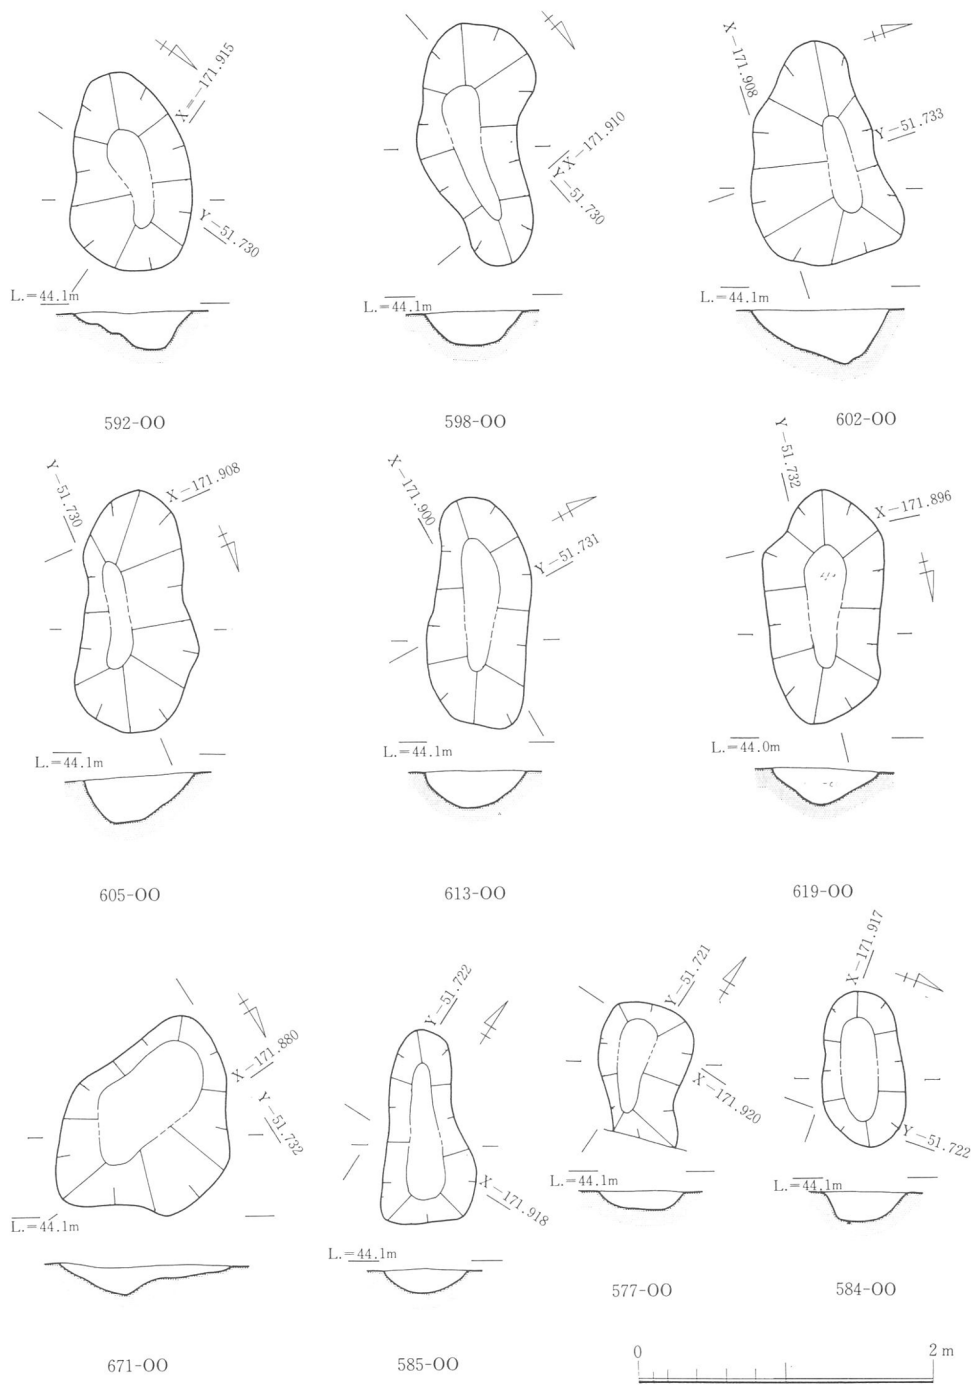 X=-171.915
Y-51.730
L.=44.1m
592-OO
X-171.910
Y-51.730
L.=44.1m
598-OO
X-171.908
Y-51.733
L.=44.1m
602-OO
Y-51.730
X-171.908
L.=44.1m
605-OO
X-171.900
Y-51.731
L.=44.1m
613-OO
Y-51.732
X-171.896
L.=44.0m
619-OO
X-171.880
Y-51.732
L.=44.1m
671-OO
Y-51.722
X-171.918
L.=44.1m
585-OO
Y-51.721
X-171.920
L.=44.1m
577-OO
X-171.917
Y-51.722
L.=44.1m
584-OO
0 2 m